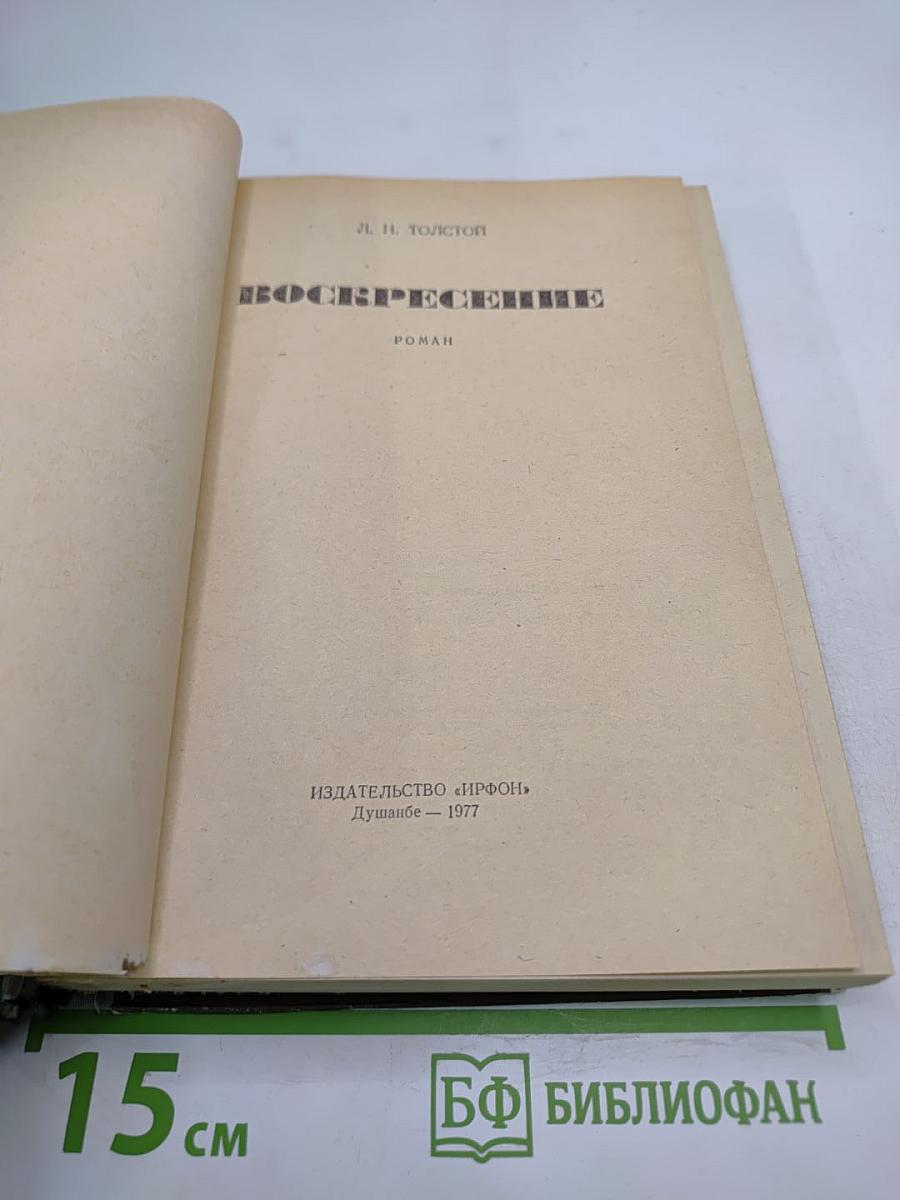 Л. Н. ТОЛСТОЙ
ВОСКРЕСЕНИЕ
РОМАН
ИЗДАТЕЛЬСТВО «ИРФОН»
Душанбе — 1977
15 см
БФ БИБЛИОФАН